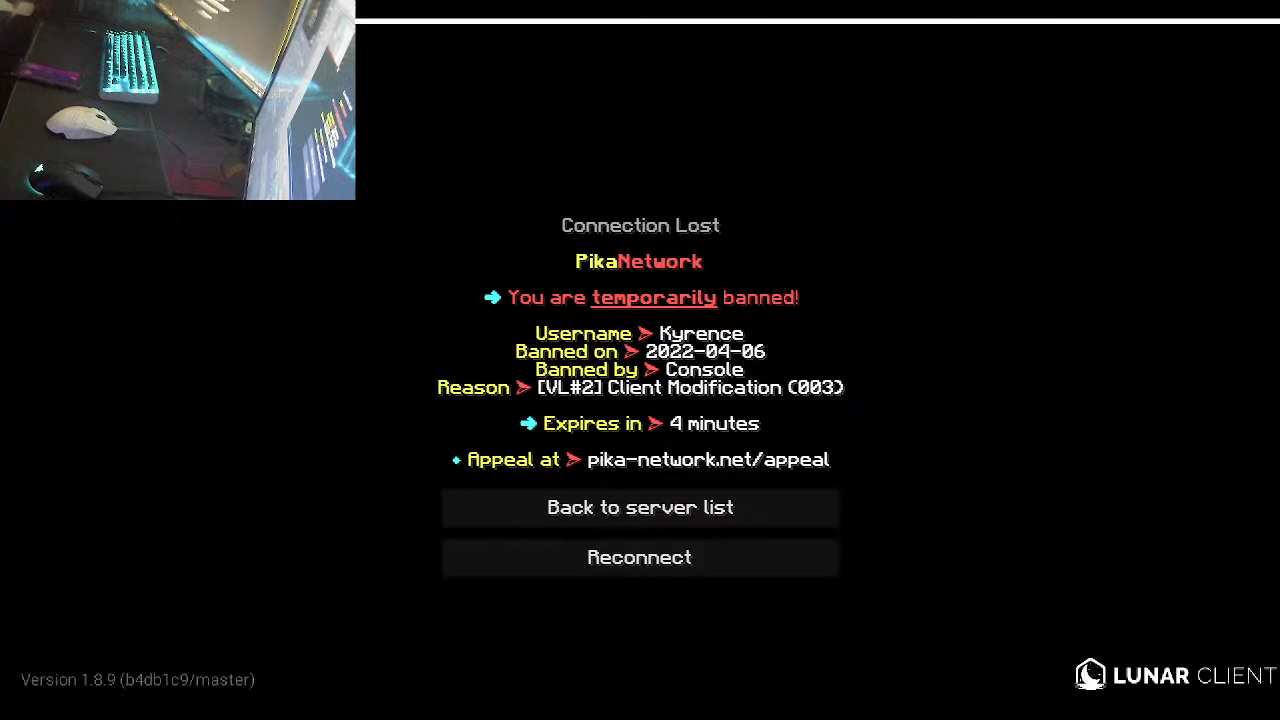 Connection Lost
PikaNetwork
➡ You are temporarily banned!
Username ➤ Kyrence
Banned on ➤ 2022-04-06
Banned by ➤ Console
Reason ➤ [VL#2] Client Modification (003)
➡ Expires in ➤ 4 minutes
⬥ Appeal at ➤ pika-network.net/appeal
Back to server list
Reconnect
Version 1.8.9 (b4db1c9/master)
LUNAR CLIENT